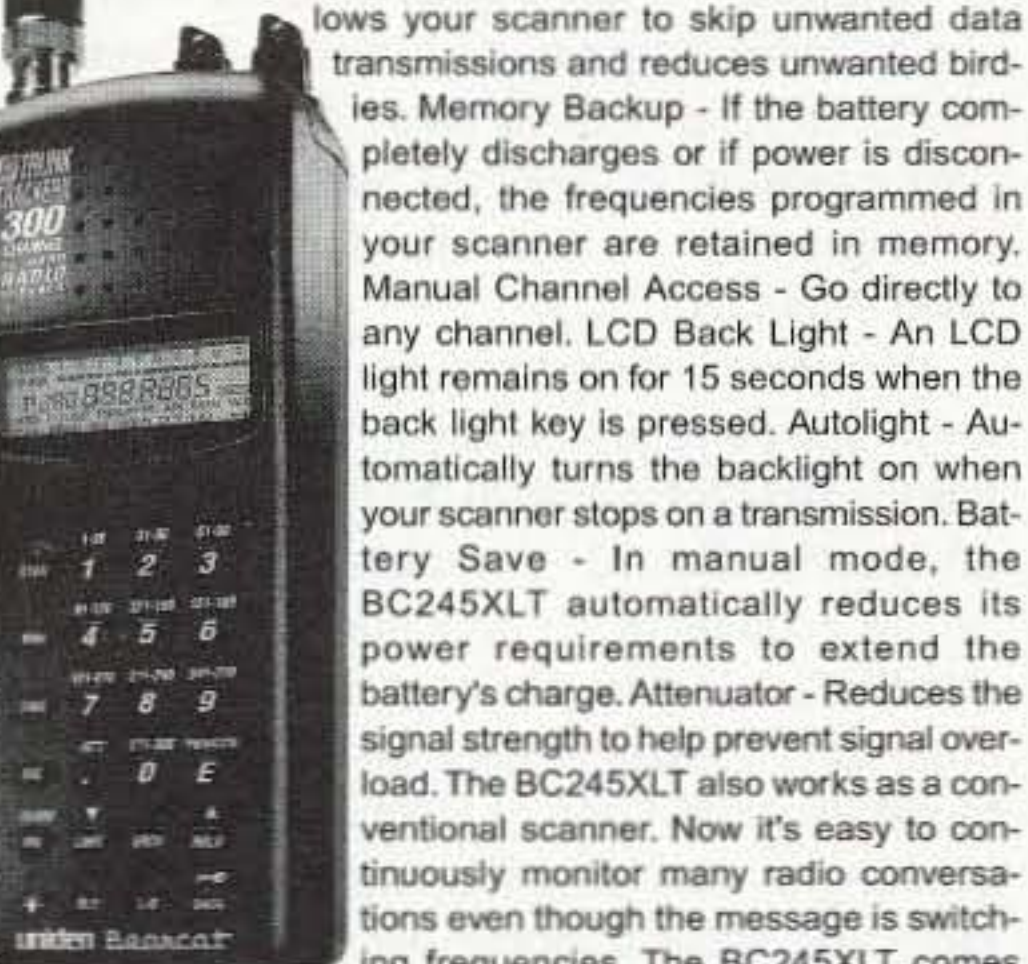 lows your scanner to skip unwanted data
transmissions and reduces unwanted bird-
ies. Memory Backup - If the battery com-
pletely discharges or if power is discon-
nected, the frequencies programmed in
your scanner are retained in memory.
Manual Channel Access - Go directly to
any channel. LCD Back Light - An LCD
light remains on for 15 seconds when the
back light key is pressed. Autolight - Au-
tomatically turns the backlight on when
your scanner stops on a transmission. Bat-
tery Save - In manual mode, the
BC245XLT automatically reduces its
power requirements to extend the
battery's charge. Attenuator - Reduces the
signal strength to help prevent signal over-
load. The BC245XLT also works as a con-
ventional scanner. Now it's easy to con-
tinuously monitor many radio conversa-
tions even though the message is switch-
ing frequencies. The BC245XLT comes
300
RADIO
1 2 3
4 5 6
7 8 9
. 0 E
uniden Bearcat